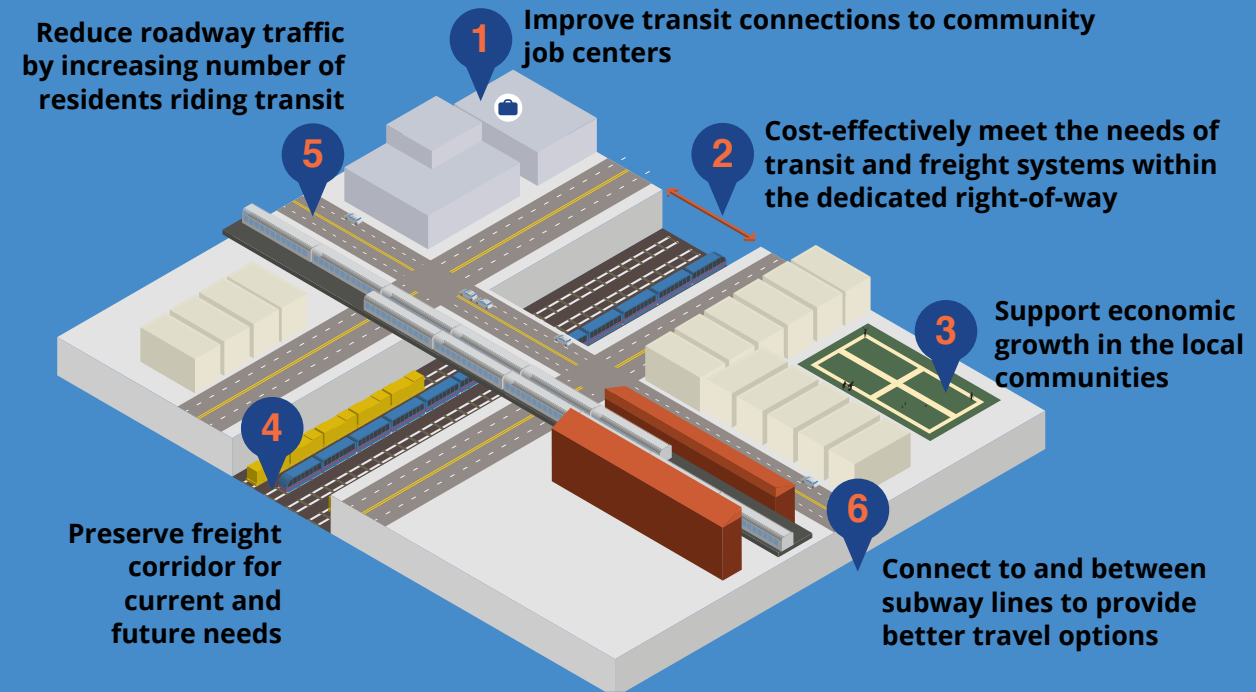 1
Improve transit connections to community
job centers
2
Cost-effectively meet the needs of
transit and freight systems within
the dedicated right-of-way
3
Support economic
growth in the local
communities
4
Preserve freight
corridor for
current and
future needs
5
Reduce roadway traffic
by increasing number of
residents riding transit
6
Connect to and between
subway lines to provide
better travel options